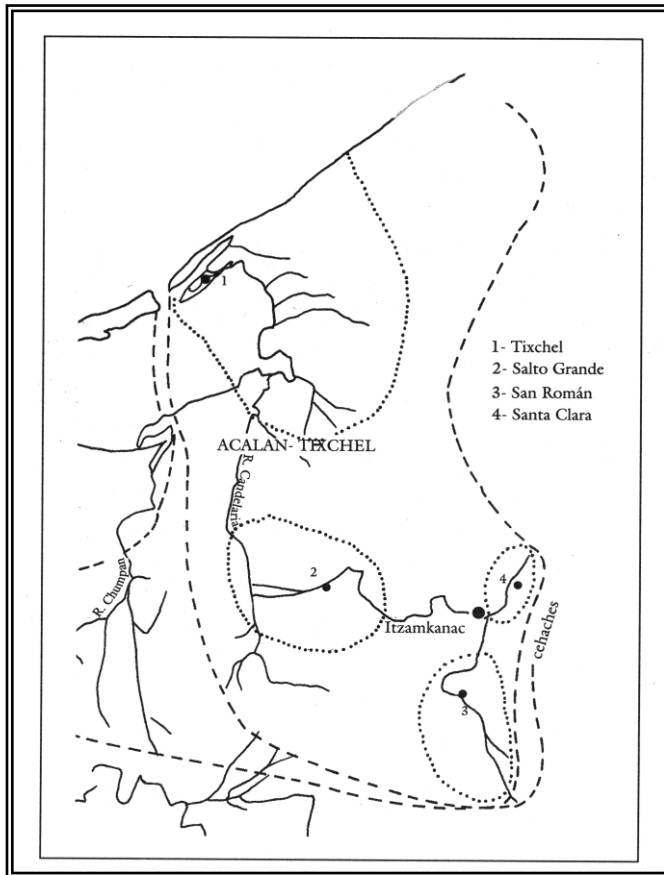 1
1- Tixchel
2- Salto Grande
3- San Román
4- Santa Clara
ACALAN- TIXCHEL
R. Candelaria
R. Chumpan
2
4
Itzamkanac
cehaches
3